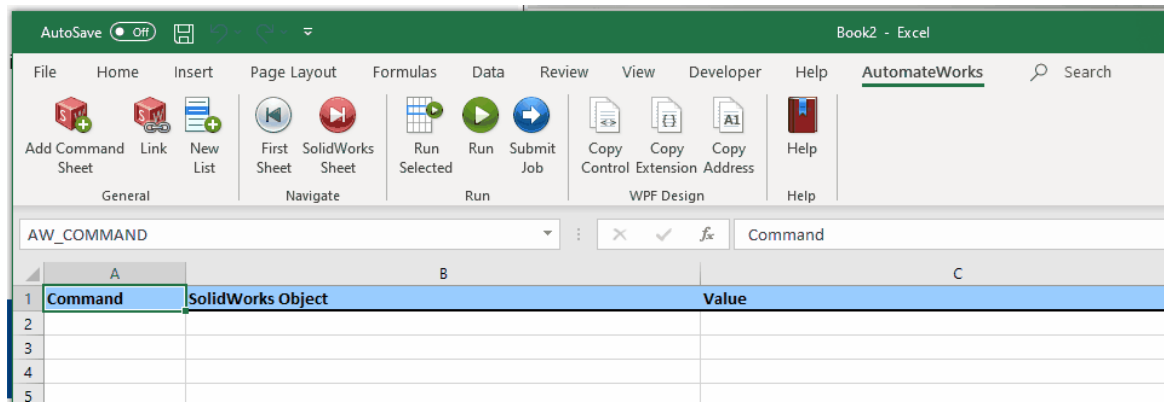 AutoSave Off Book2 - Excel
File Home Insert Page Layout Formulas Data Review View Developer Help AutomateWorks Search
Add Command Sheet Link New List First Sheet SolidWorks Sheet Run Selected Run Submit Job Copy Control Copy Extension Copy Address Help
General Navigate Run WPF Design Help
AW_COMMAND fx Command
A B C
1 Command SolidWorks Object Value
2
3
4
5